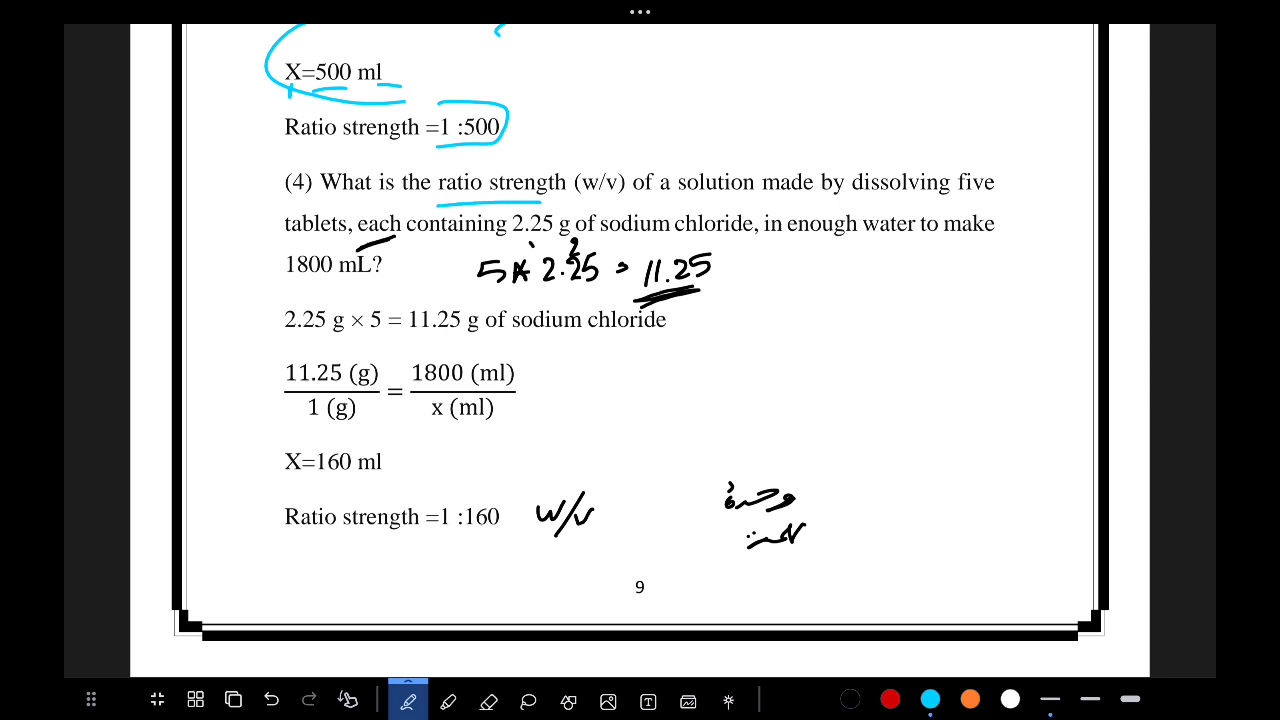 X=500 ml
Ratio strength =1 :500
(4) What is the ratio strength (w/v) of a solution made by dissolving five
tablets, each containing 2.25 g of sodium chloride, in enough water to make
1800 mL?
5 * 2.25 = 11.25
2.25 g × 5 = 11.25 g of sodium chloride
11.25 (g) / 1 (g) = 1800 (ml) / x (ml)
X=160 ml
Ratio strength =1 :160 w/v
9